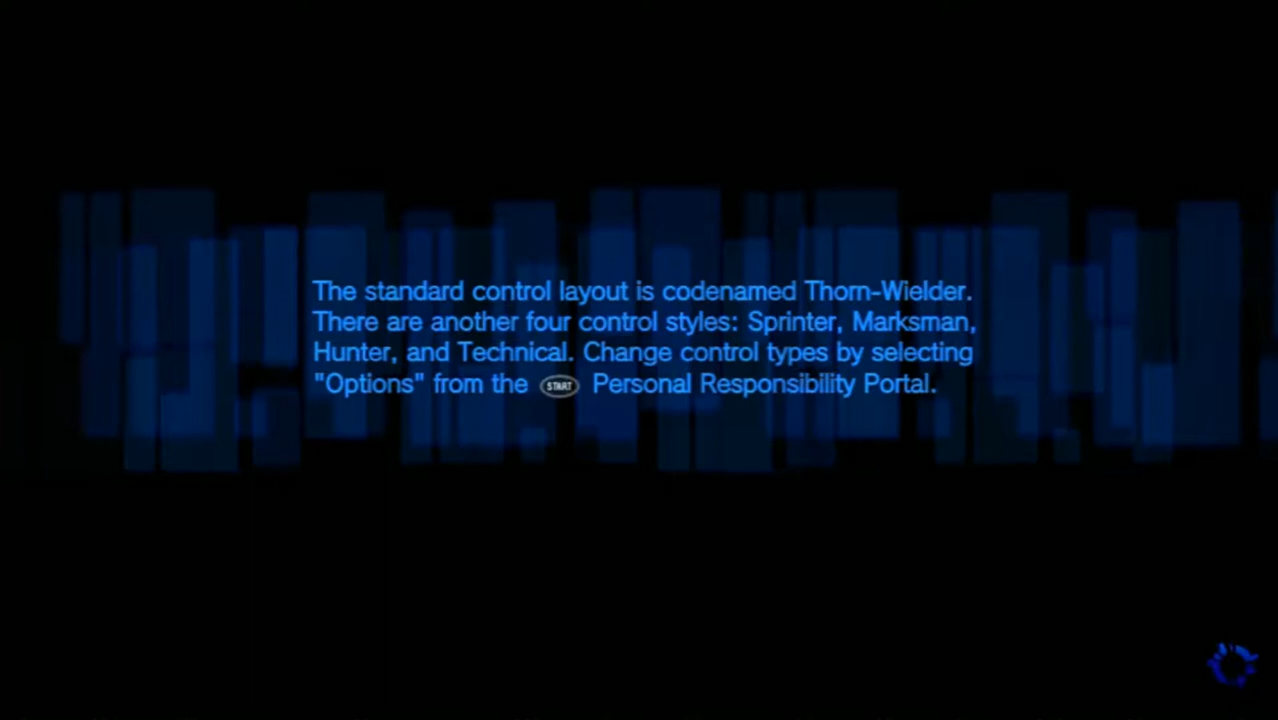 The standard control layout is codenamed Thorn-Wielder.
There are another four control styles: Sprinter, Marksman,
Hunter, and Technical. Change control types by selecting
"Options" from the START Personal Responsibility Portal.